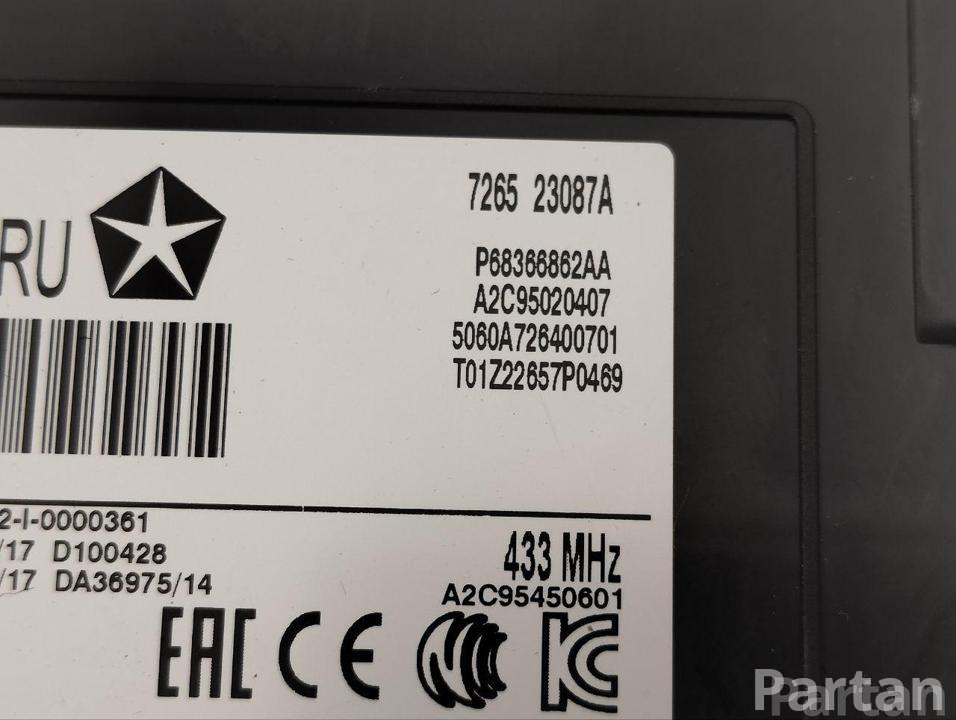 7265 23087A
RU
P68366862AA
A2C95020407
5060A726400701
T01Z22657P0469
2-I-0000361
/17 D100428
/17 DA36975/14
433 MHz
A2C95450601
EAC CE KC
Partan